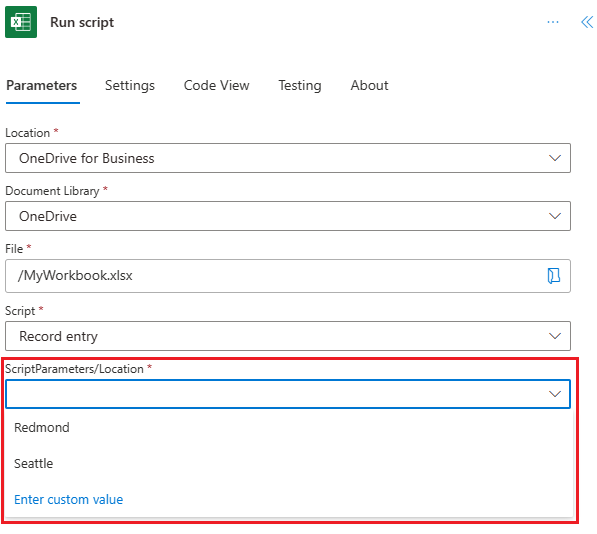 Run script
Parameters Settings Code View Testing About
Location *
OneDrive for Business
Document Library *
OneDrive
File *
/MyWorkbook.xlsx
Script *
Record entry
ScriptParameters/Location *
Redmond
Seattle
Enter custom value